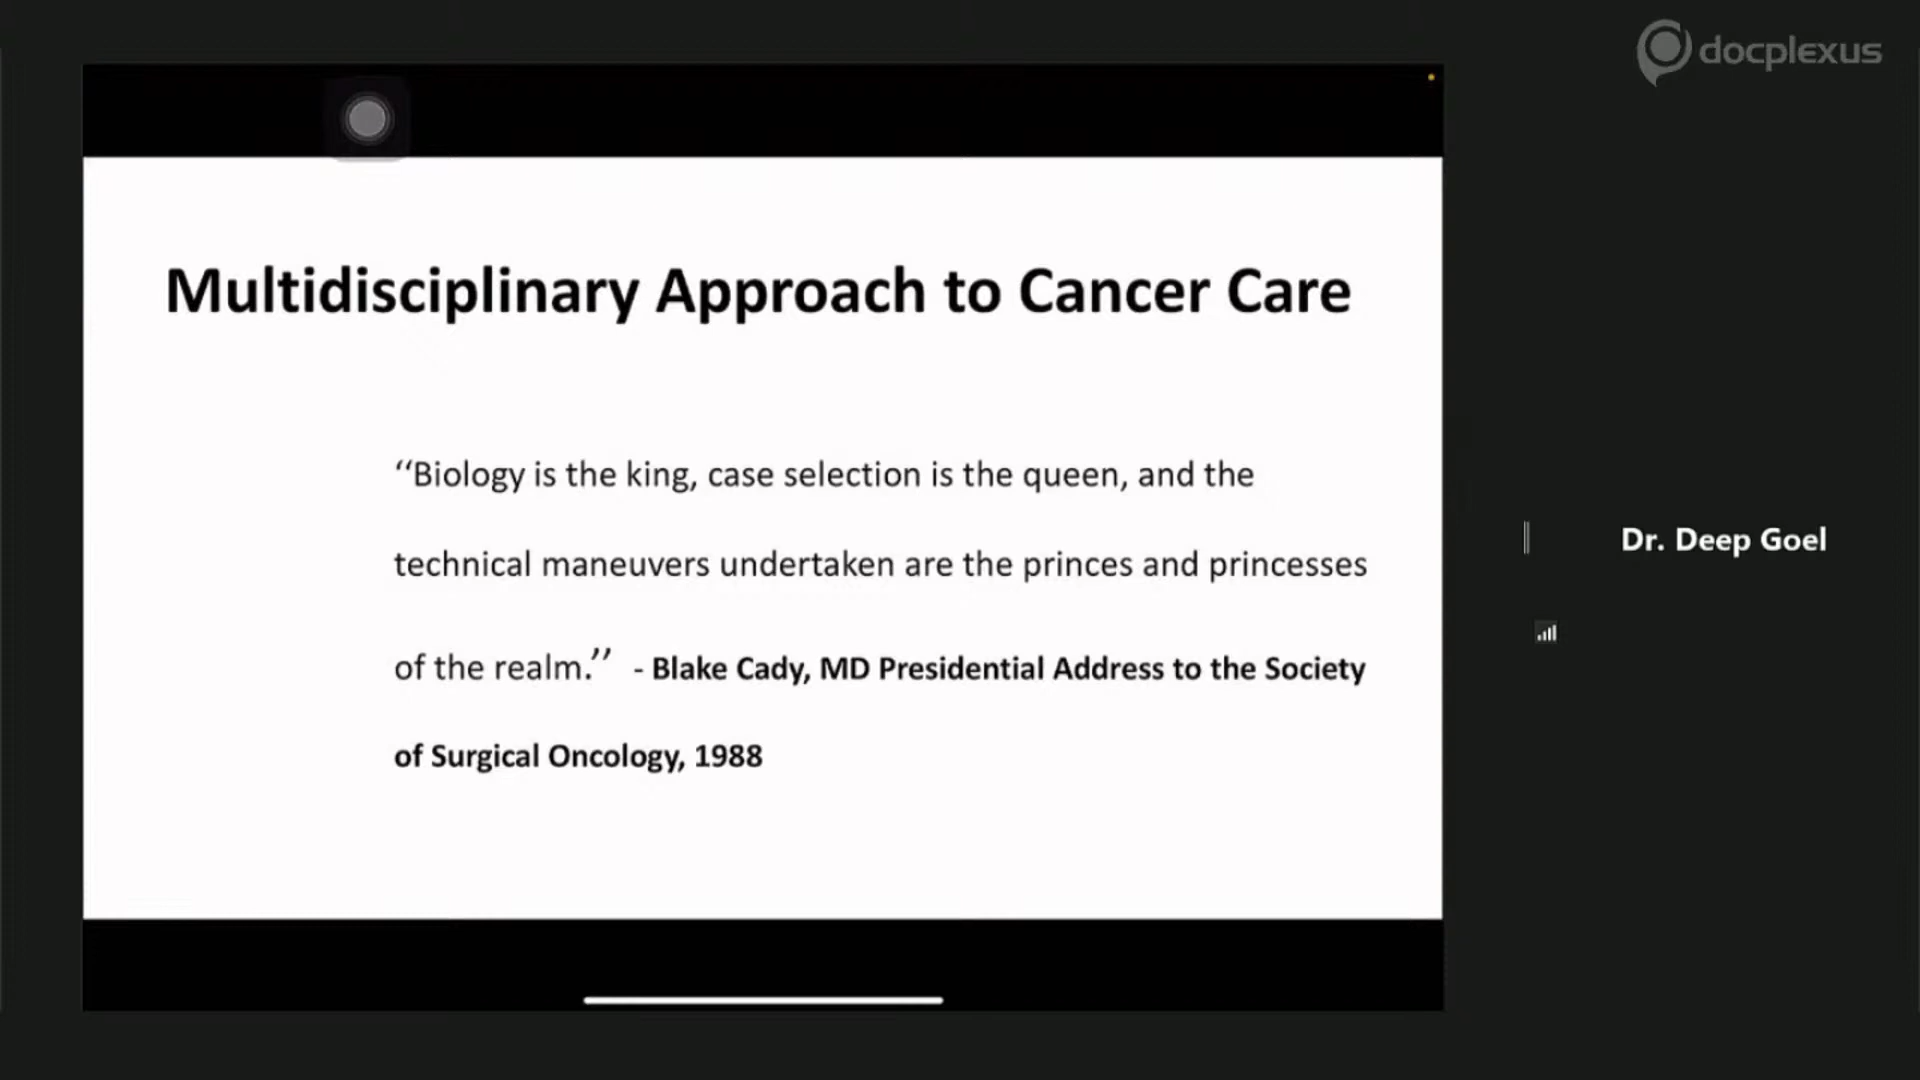 docplexus
Multidisciplinary Approach to Cancer Care
‘‘Biology is the king, case selection is the queen, and the
technical maneuvers undertaken are the princes and princesses
of the realm.’’ - Blake Cady, MD Presidential Address to the Society
of Surgical Oncology, 1988
Dr. Deep Goel